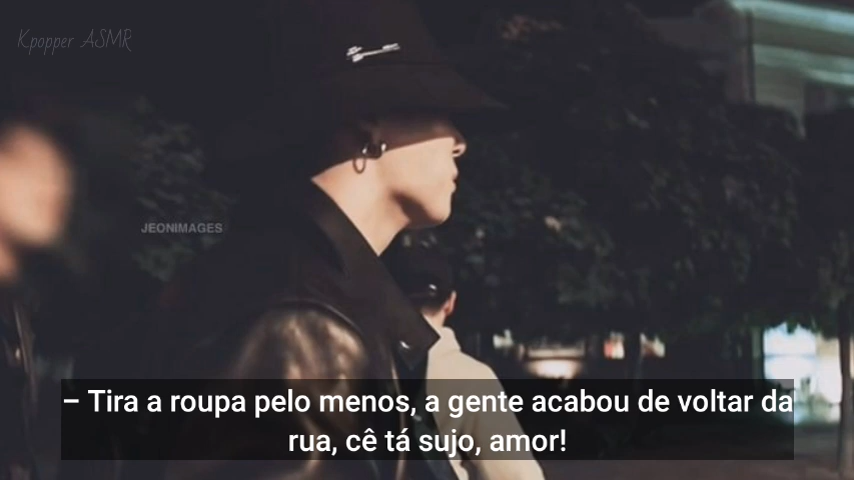 Kpopper ASMR
JEONIMAGES
– Tira a roupa pelo menos, a gente acabou de voltar da
rua, cê tá sujo, amor!